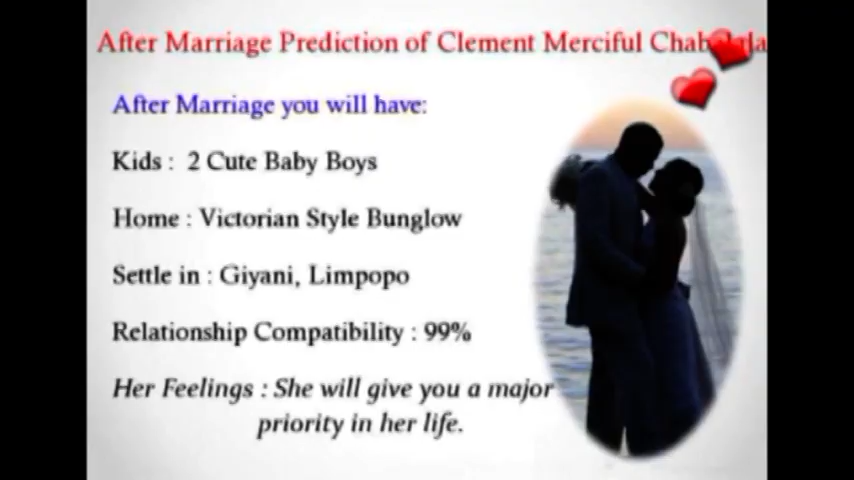 After Marriage Prediction of Clement Merciful
After Marriage you will have:
Kids : 2 Cute Baby Boys
Home : Victorian Style Bunglow
Settle in : Giyani, Limpopo
Relationship Compatibility : 99%
Her Feelings : She will give you a major
priority in her life.